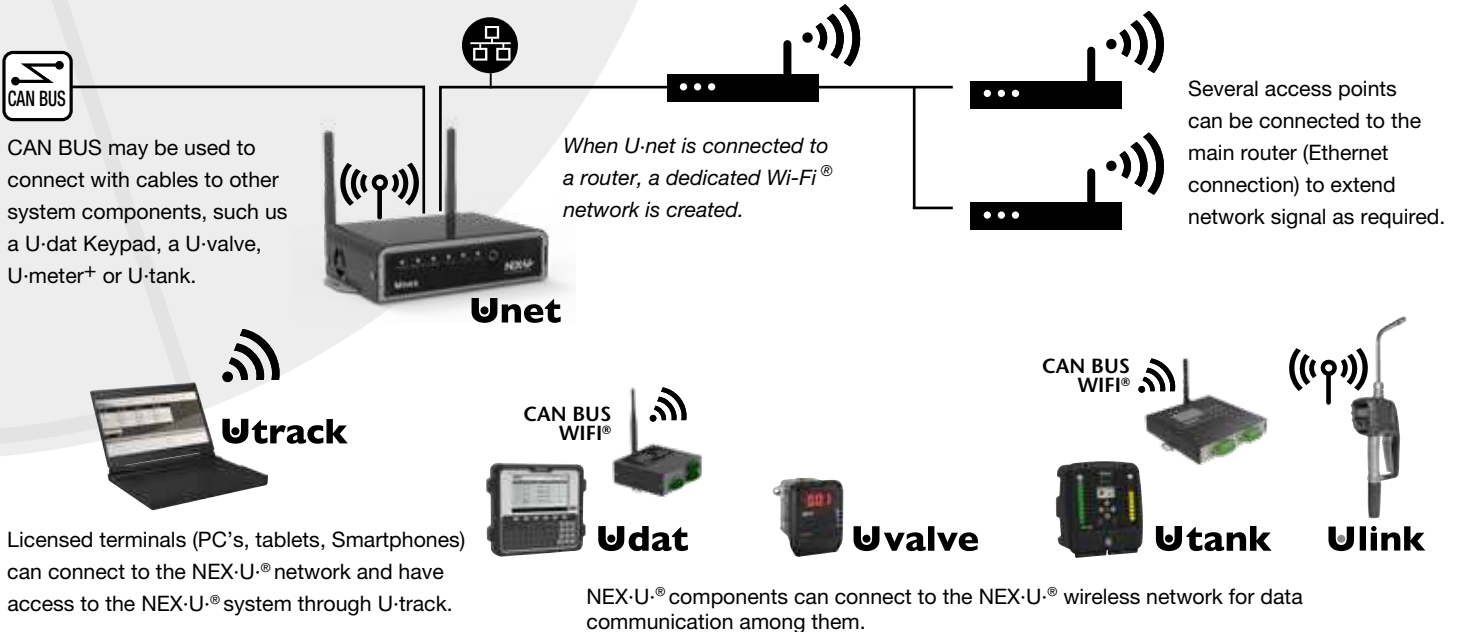 CAN BUS
CAN BUS may be used to
connect with cables to other
system components, such us
a U·dat Keypad, a U·valve,
U·meter+ or U·tank.
When U·net is connected to
a router, a dedicated Wi-Fi ®
network is created.
Several access points
can be connected to the
main router (Ethernet
connection) to extend
network signal as required.
NEX·U·
Unet
Unet
Utrack
Licensed terminals (PC's, tablets, Smartphones)
can connect to the NEX·U·® network and have
access to the NEX·U·® system through U·track.
CAN BUS
WIFI®
Udat
0.0.1
Uvalve
CAN BUS
WIFI®
Utank
Ulink
NEX·U·® components can connect to the NEX·U·® wireless network for data
communication among them.